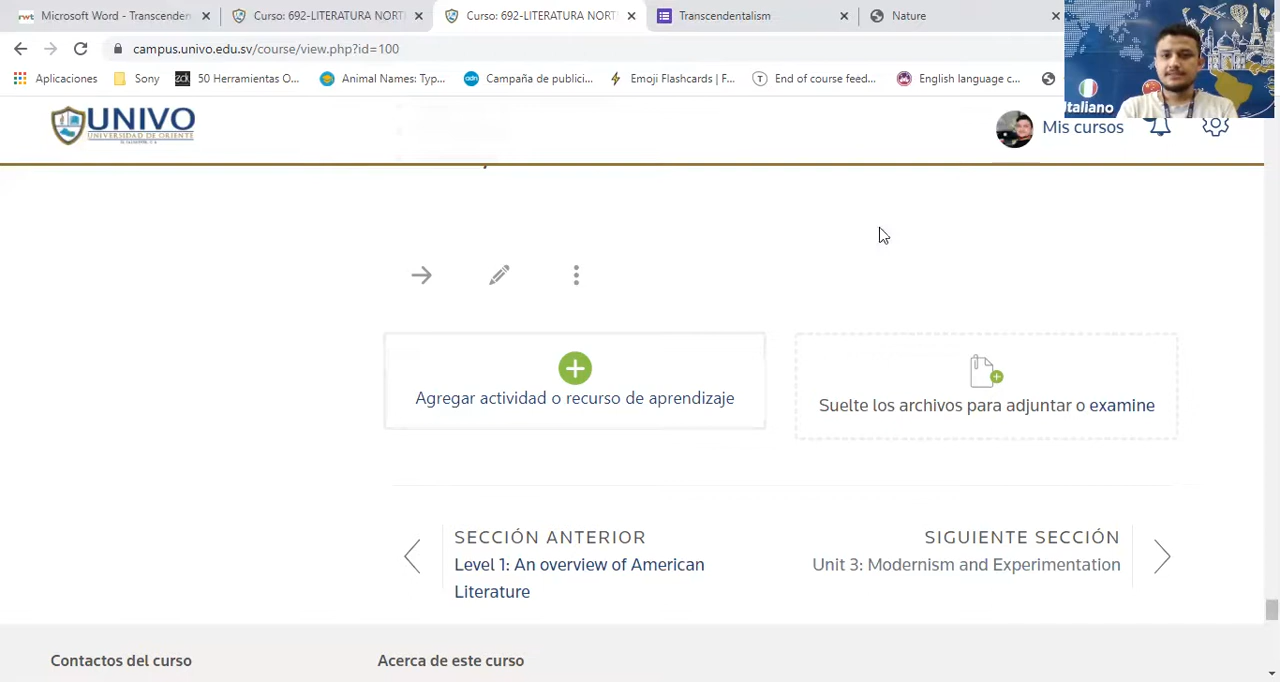 Microsoft Word - Transcenden
Curso: 692-LITERATURA NORT
Curso: 692-LITERATURA NORT
Transcendentalism
Nature
campus.univo.edu.sv/course/view.php?id=100
Aplicaciones
Sony
zck
50 Herramientas O...
Animal Names: Typ...
adn
Campaña de publici...
Emoji Flashcards | F...
End of course feed...
English language c...
Italiano
UNIVO
UNIVERSIDAD DE ORIENTE
Mis cursos
Agregar actividad o recurso de aprendizaje
Suelte los archivos para adjuntar o examine
SECCIÓN ANTERIOR
Level 1: An overview of American
Literature
SIGUIENTE SECCIÓN
Unit 3: Modernism and Experimentation
Contactos del curso
Acerca de este curso